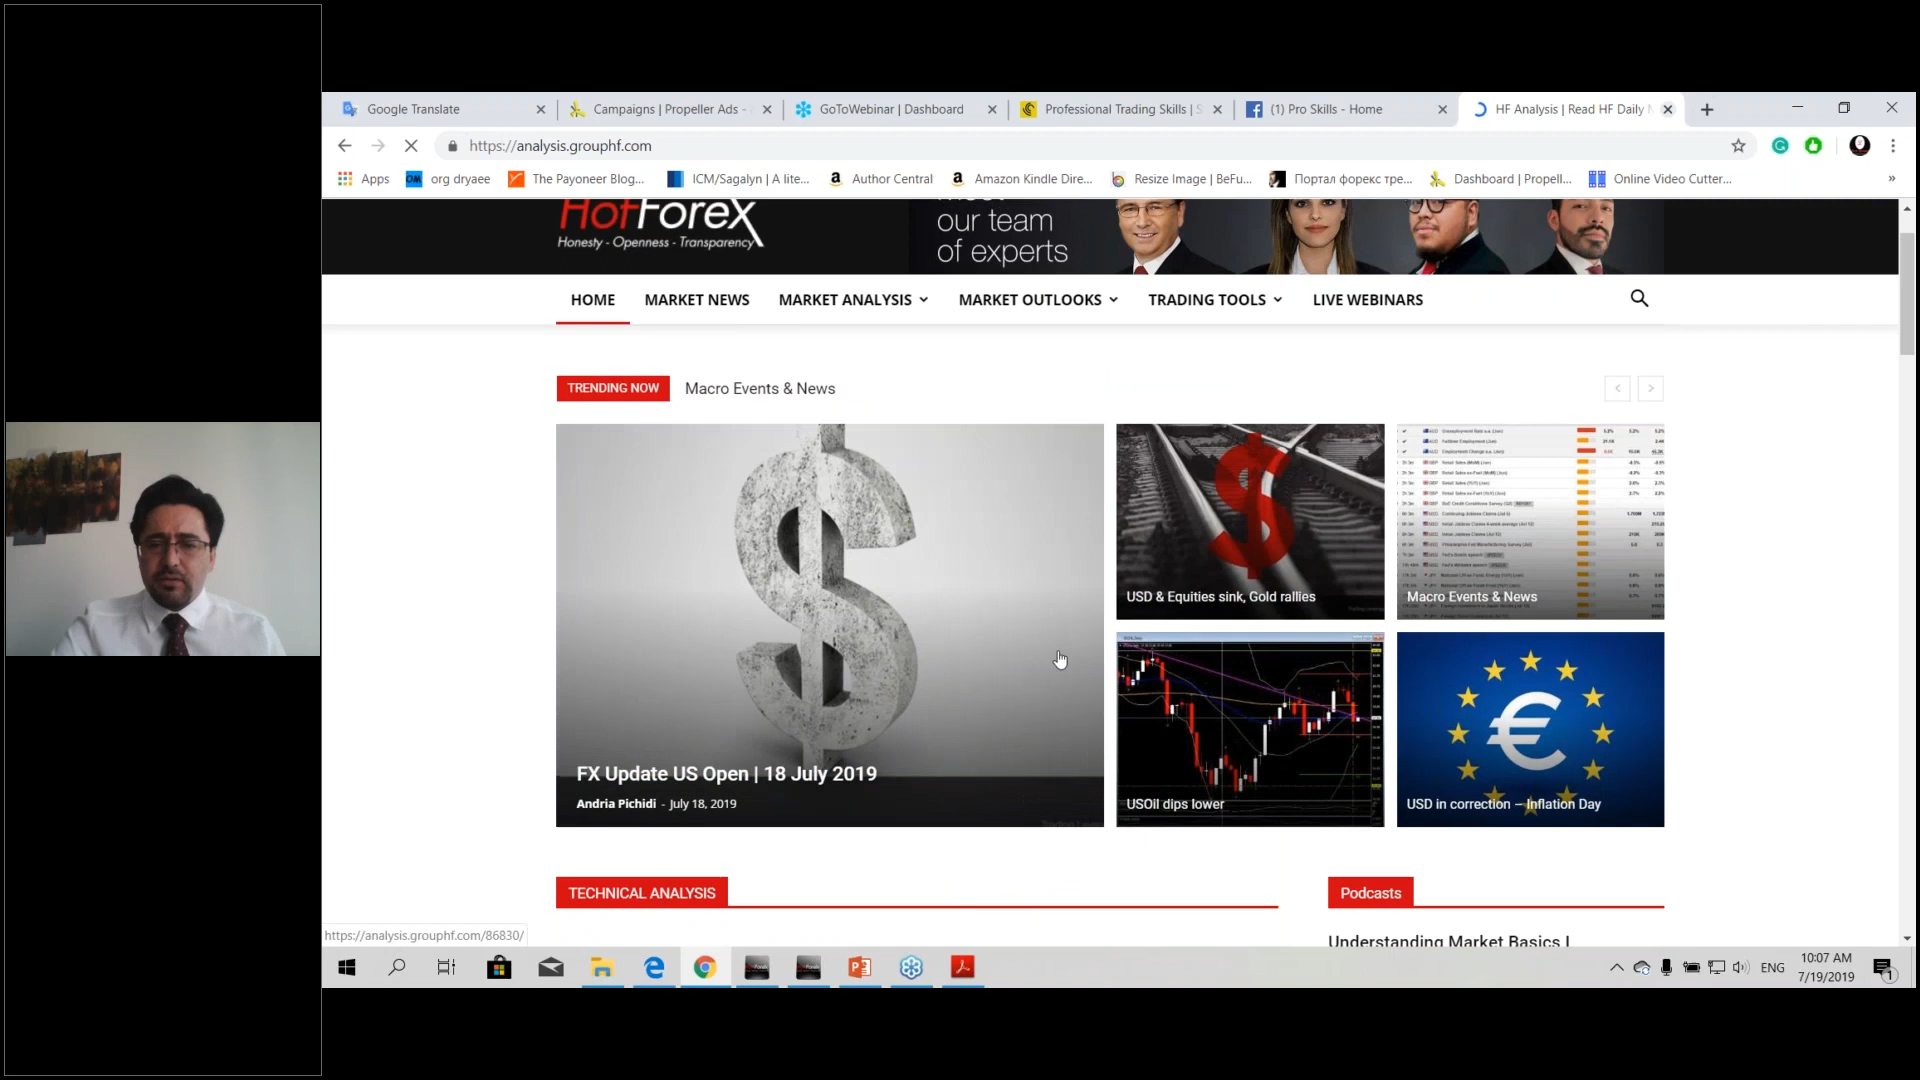 Google Translate
Campaigns | Propeller Ads -
GoToWebinar | Dashboard
Professional Trading Skills | S
(1) Pro Skills - Home
HF Analysis | Read HF Daily
https://analysis.grouphf.com
Apps
org dryaee
The Payoneer Blog...
ICM/Sagalyn | A lite...
Author Central
Amazon Kindle Dire...
Resize Image | BeFu...
Портал форекс тре...
Dashboard | Propell...
Online Video Cutter...
HotForex
Honesty - Openness - Transparency
our team
of experts
HOME
MARKET NEWS
MARKET ANALYSIS
MARKET OUTLOOKS
TRADING TOOLS
LIVE WEBINARS
TRENDING NOW
Macro Events & News
USD & Equities sink, Gold rallies
Macro Events & News
FX Update US Open | 18 July 2019
Andria Pichidi - July 18, 2019
USOil dips lower
USD in correction – Inflation Day
TECHNICAL ANALYSIS
Podcasts
Understanding Market Basics |
https://analysis.grouphf.com/86830/
ENG
10:07 AM
7/19/2019
1